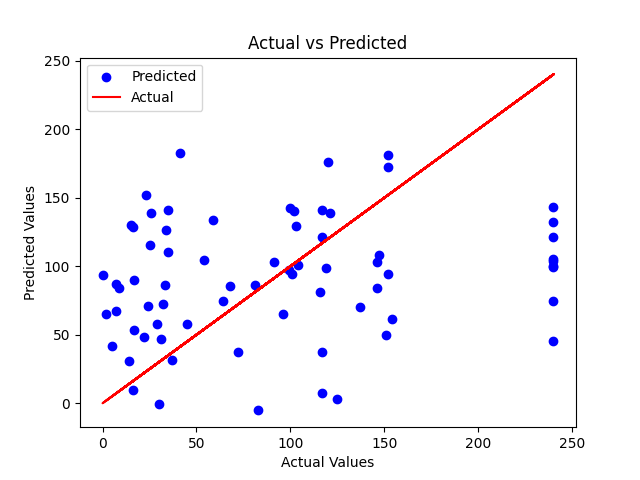 Actual vs Predicted
Predicted
Actual
Predicted Values
250
200
150
100
50
0
0 50 100 150 200 250
Actual Values